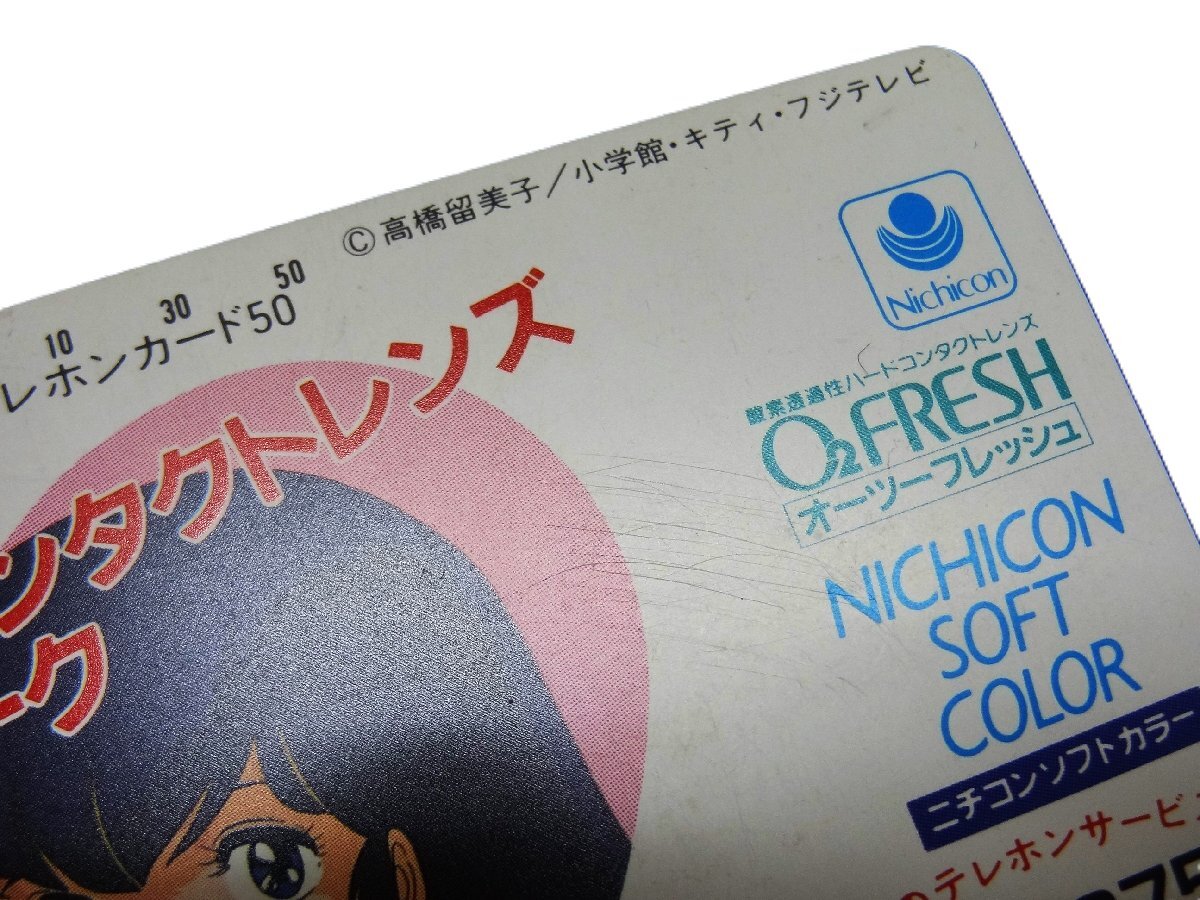 ©高橋留美子/小学館・キティ・フジテレビ
10 30 50
レホンカード50
ンタクトレンズ
ーク
Nichicon
酸素透過性ハードコンタクトレンズ
O2FRESH
オーツーフレッシュ
NICHICON
SOFT
COLOR
ニチコンソフトカラー
のテレホンサービス